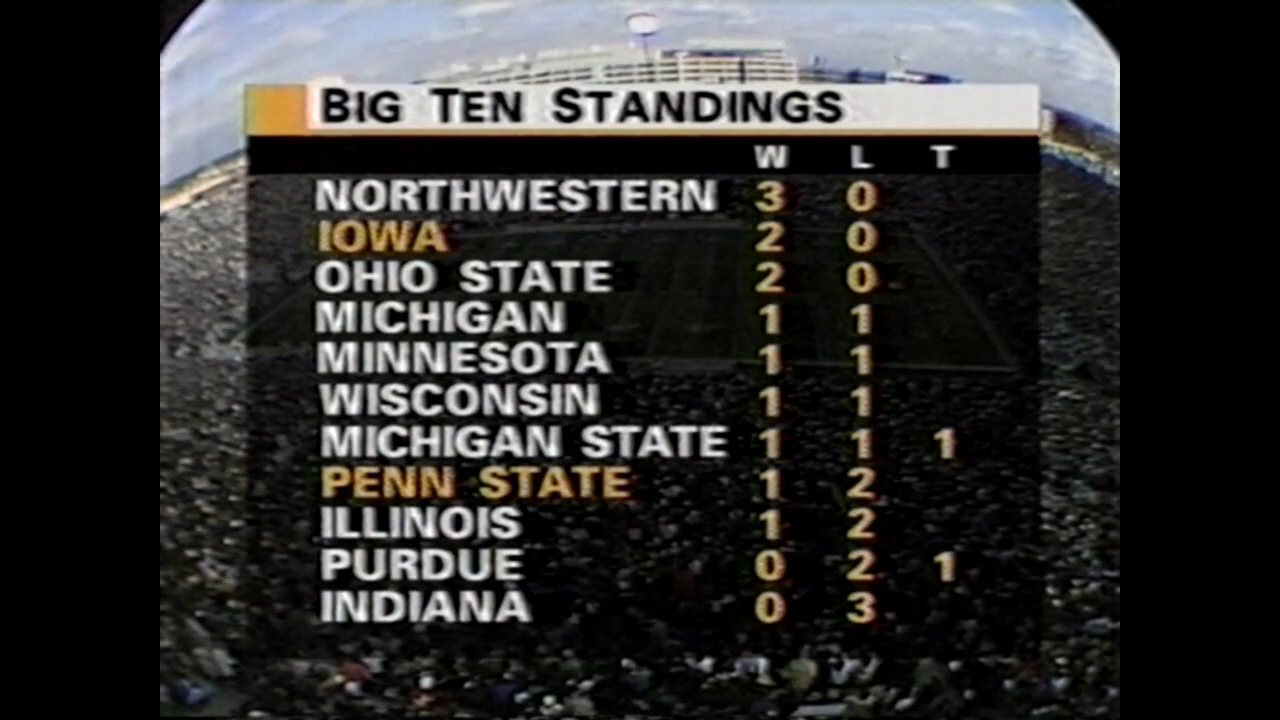 BIG TEN STANDINGS
W L T
NORTHWESTERN 3 0
IOWA 2 0
OHIO STATE 2 0
MICHIGAN 1 1
MINNESOTA 1 1
WISCONSIN 1 1
MICHIGAN STATE 1 1 1
PENN STATE 1 2
ILLINOIS 1 2
PURDUE 0 2 1
INDIANA 0 3